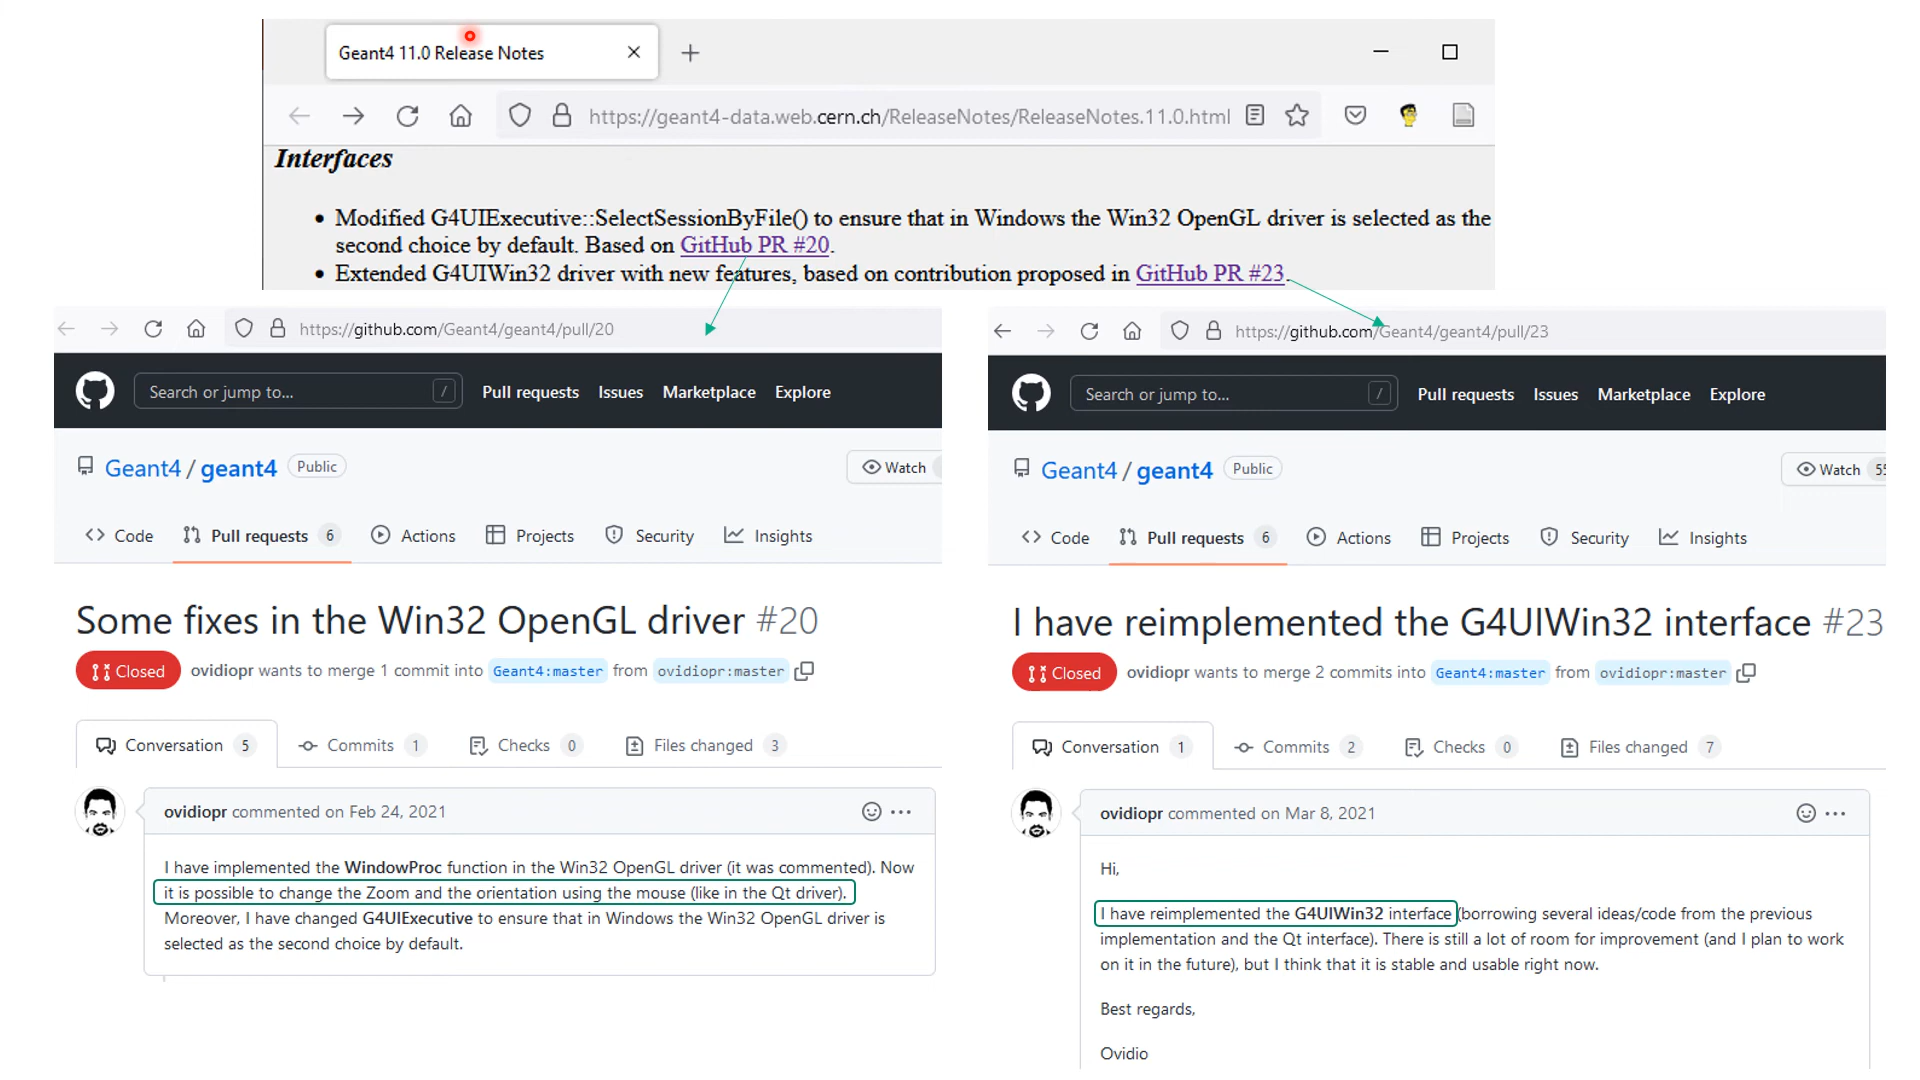 Geant4 11.0 Release Notes
https://geant4-data.web.cern.ch/ReleaseNotes/ReleaseNotes.11.0.html
Interfaces
• Modified G4UIExecutive::SelectSessionByFile() to ensure that in Windows the Win32 OpenGL driver is selected as the
second choice by default. Based on GitHub PR #20.
• Extended G4UIWin32 driver with new features, based on contribution proposed in GitHub PR #23.
https://github.com/Geant4/geant4/pull/20
Search or jump to... / Pull requests Issues Marketplace Explore
Geant4 / geant4 Public Watch
Code Pull requests 6 Actions Projects Security Insights
Some fixes in the Win32 OpenGL driver #20
Closed ovidiopr wants to merge 1 commit into Geant4:master from ovidiopr:master
Conversation 5 Commits 1 Checks 0 Files changed 3
ovidiopr commented on Feb 24, 2021
I have implemented the WindowProc function in the Win32 OpenGL driver (it was commented). Now
it is possible to change the Zoom and the orientation using the mouse (like in the Qt driver).
Moreover, I have changed G4UIExecutive to ensure that in Windows the Win32 OpenGL driver is
selected as the second choice by default.
https://github.com/Geant4/geant4/pull/23
Search or jump to... / Pull requests Issues Marketplace Explore
Geant4 / geant4 Public Watch 55
Code Pull requests 6 Actions Projects Security Insights
I have reimplemented the G4UIWin32 interface #23
Closed ovidiopr wants to merge 2 commits into Geant4:master from ovidiopr:master
Conversation 1 Commits 2 Checks 0 Files changed 7
ovidiopr commented on Mar 8, 2021
Hi,
I have reimplemented the G4UIWin32 interface (borrowing several ideas/code from the previous
implementation and the Qt interface). There is still a lot of room for improvement (and I plan to work
on it in the future), but I think that it is stable and usable right now.
Best regards,
Ovidio